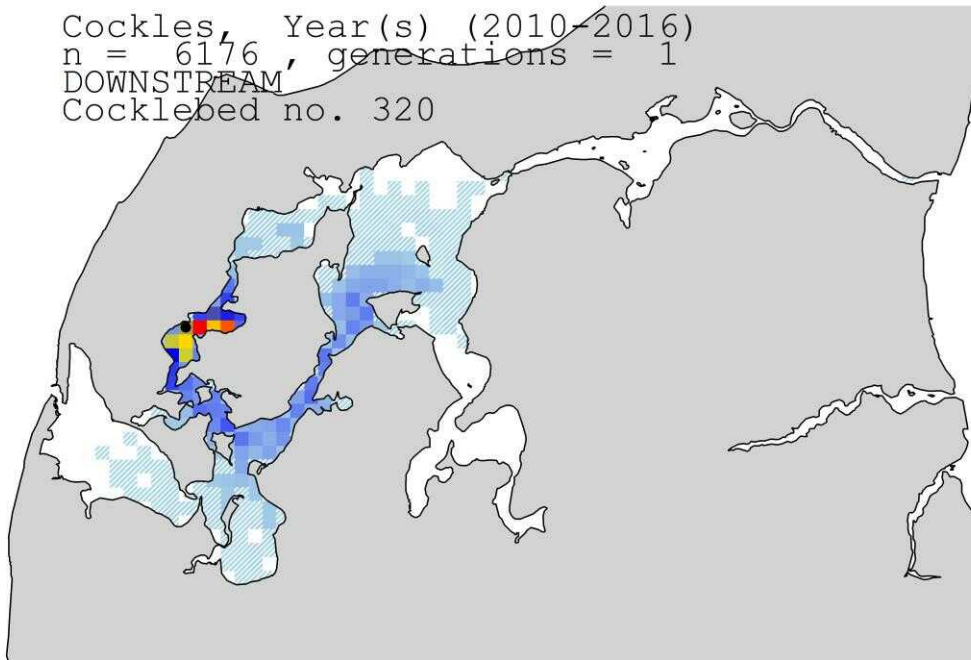 Cockles, Year(s) (2010-2016)
n = 6176 , generations = 1
DOWNSTREAM
Cocklebed no. 320